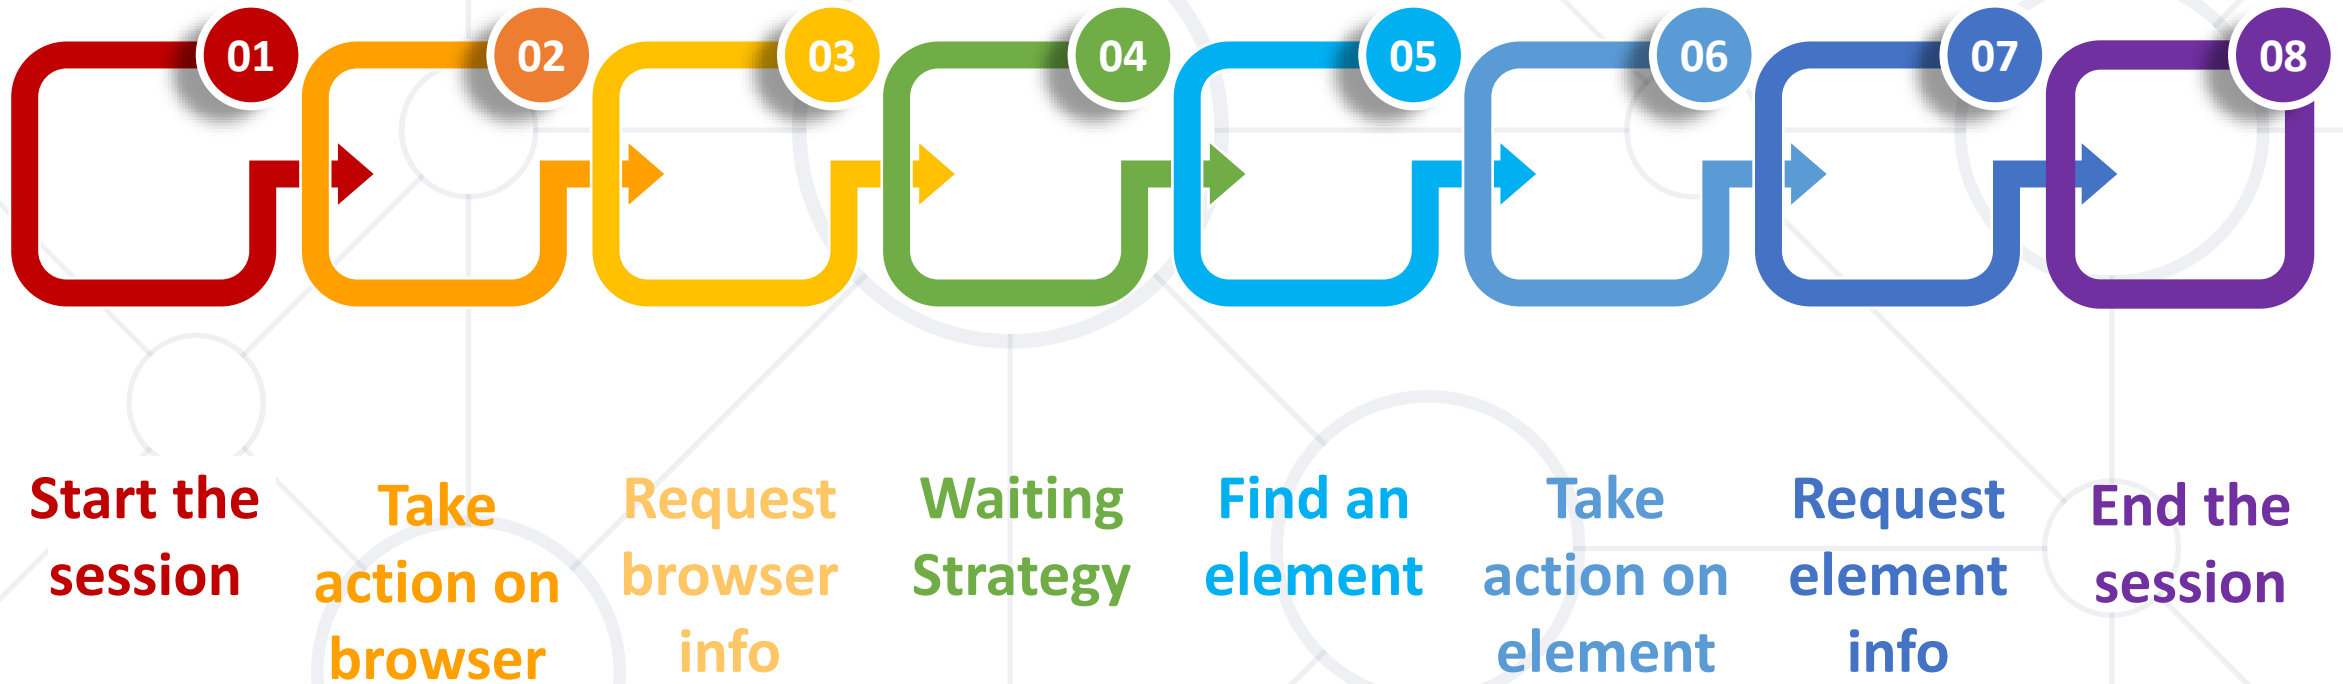 01
02
03
04
05
06
07
08
Start the
session
Take
action on
browser
Request
browser
info
Waiting
Strategy
Find an
element
Take
action on
element
Request
element
info
End the
session